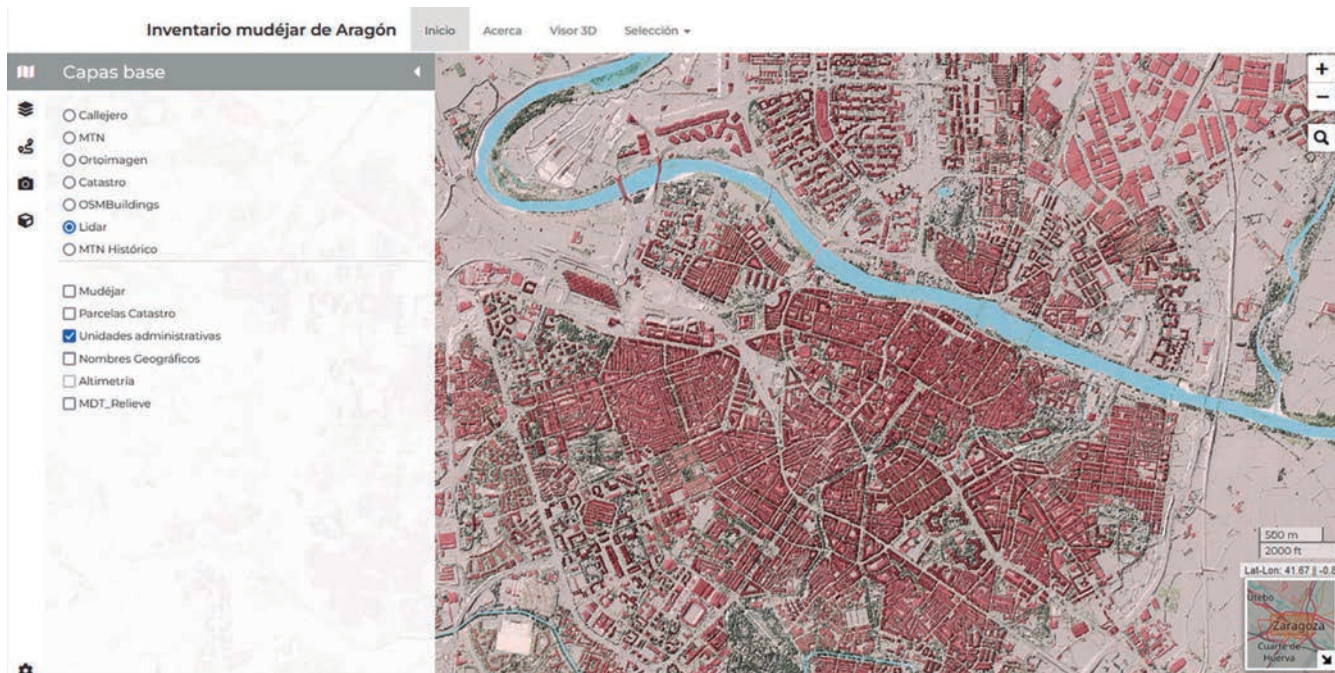 Inventario mudéjar de Aragón Inicio Acerca Visor 3D Selección
Capas base
Callejero
MTN
Ortoimagen
Catastro
OSMBuildings
Lidar
MTN Histórico
Mudéjar
Parcelas Catastro
Unidades administrativas
Nombres Geográficos
Altimetría
MDT_Relieve
+
−
500 m
2000 ft
Lat-Lon: 41.67 || -0.8
Utebo
Zaragoza
Cuarte de
Huerva